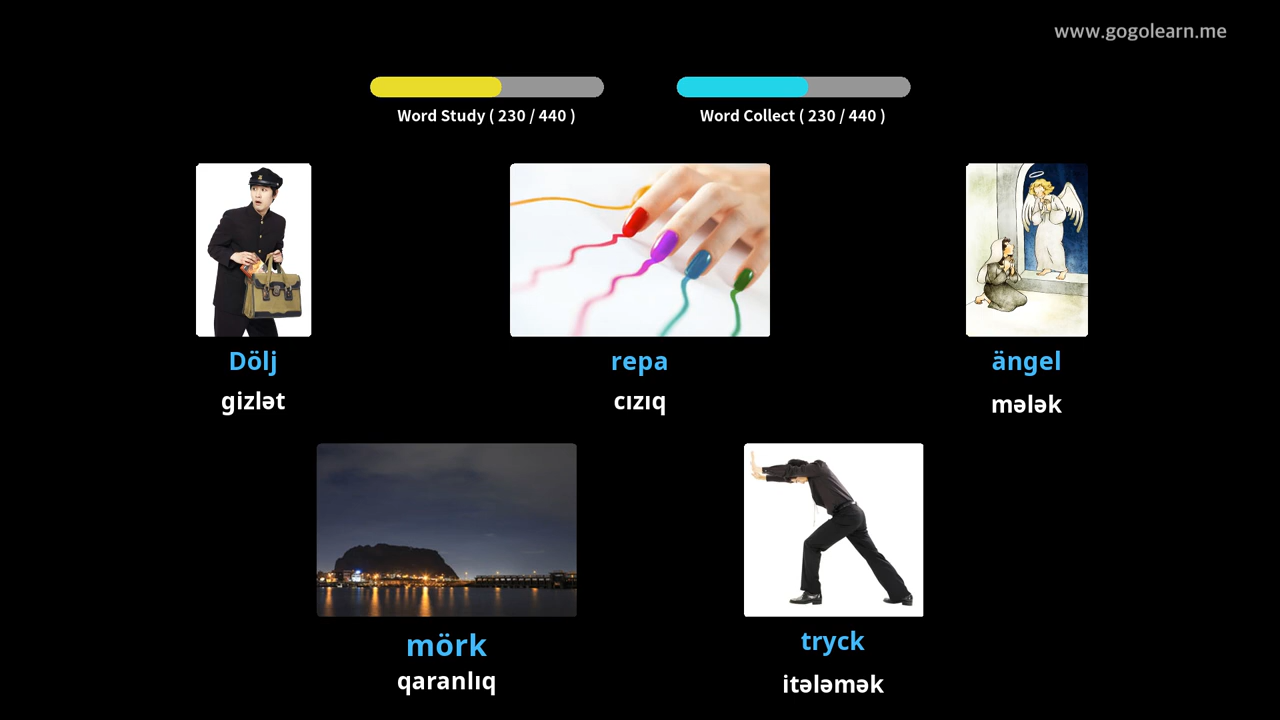 www.gogolearn.me
Word Study ( 230 / 440 )
Word Collect ( 230 / 440 )
Dölj
gizlət
repa
cızıq
ängel
mələk
mörk
qaranlıq
tryck
itələmək